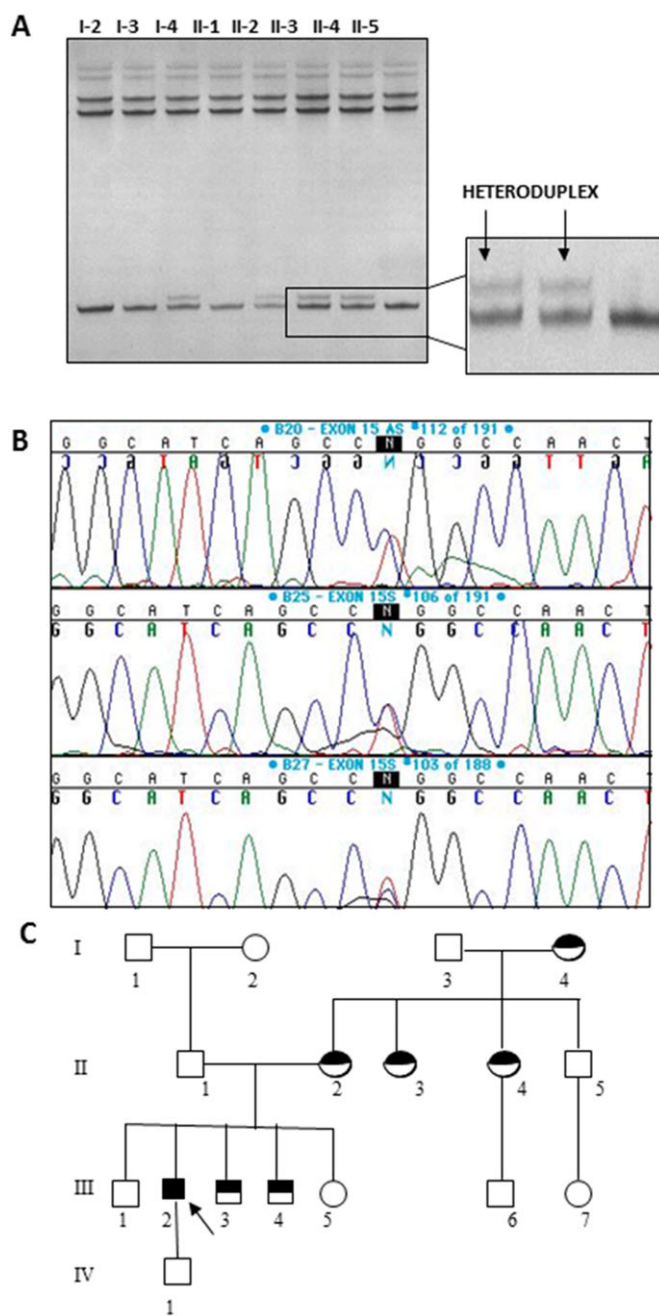 A
I-2 I-3 I-4 II-1 II-2 II-3 II-4 II-5
HETERODUPLEX
B
B20 - EXON 15 AS *112 of 191
G G C A T C A G C C N G G C C A A C T
C C G T A G T C G G N C C G G T T G A
B25 - EXON 15S *106 of 191
G G C A T C A G C C N G G C C A A C T
G G C A T C A G C C N G G C C A A C T
B27 - EXON 15S *103 of 188
G G C A T C A G C C N G G C C A A C T
G G C A T C A G C C N G G C C A A C T
C
I
1 2 3 4
II
1 2 3 4 5
III
1 2 3 4 5 6 7
IV
1